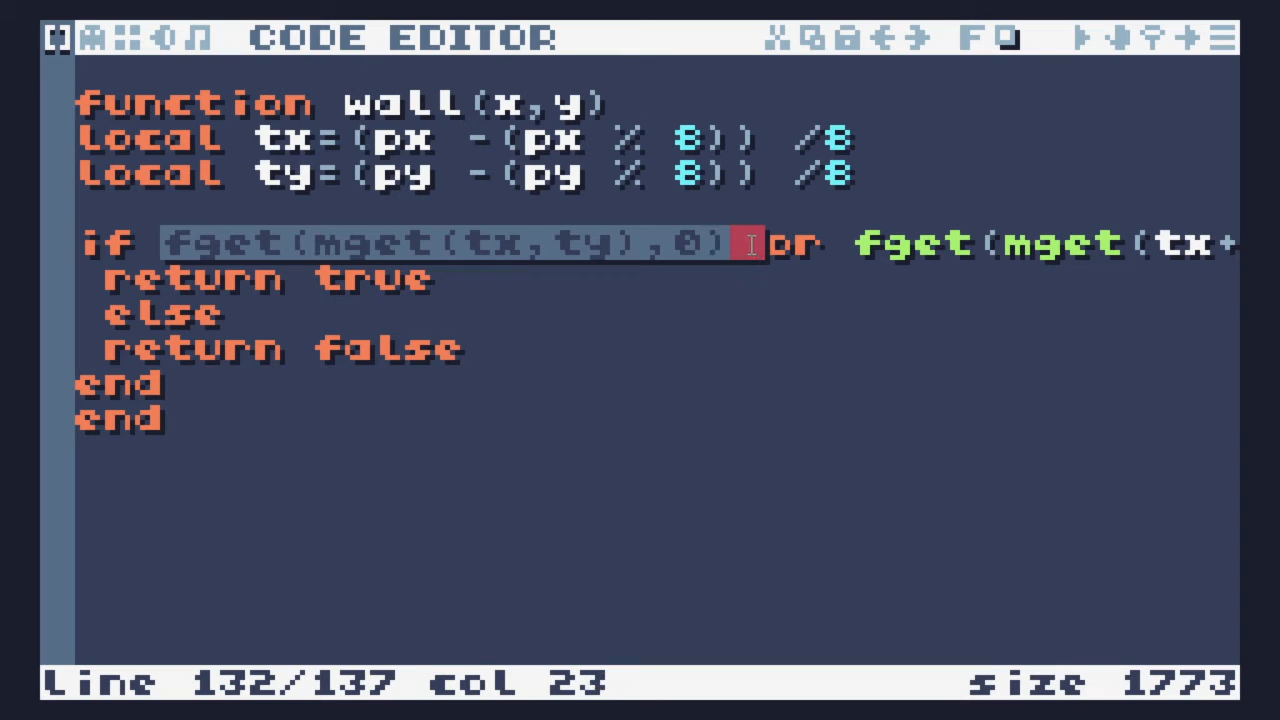 CODE EDITOR
function wall(x,y)
local tx=(px -(px % 8)) /8
local ty=(py -(py % 8)) /8
if fget(mget(tx,ty),0) or fget(mget(tx+
return true
else
return false
end
end
line 132/137 col 23
size 1773